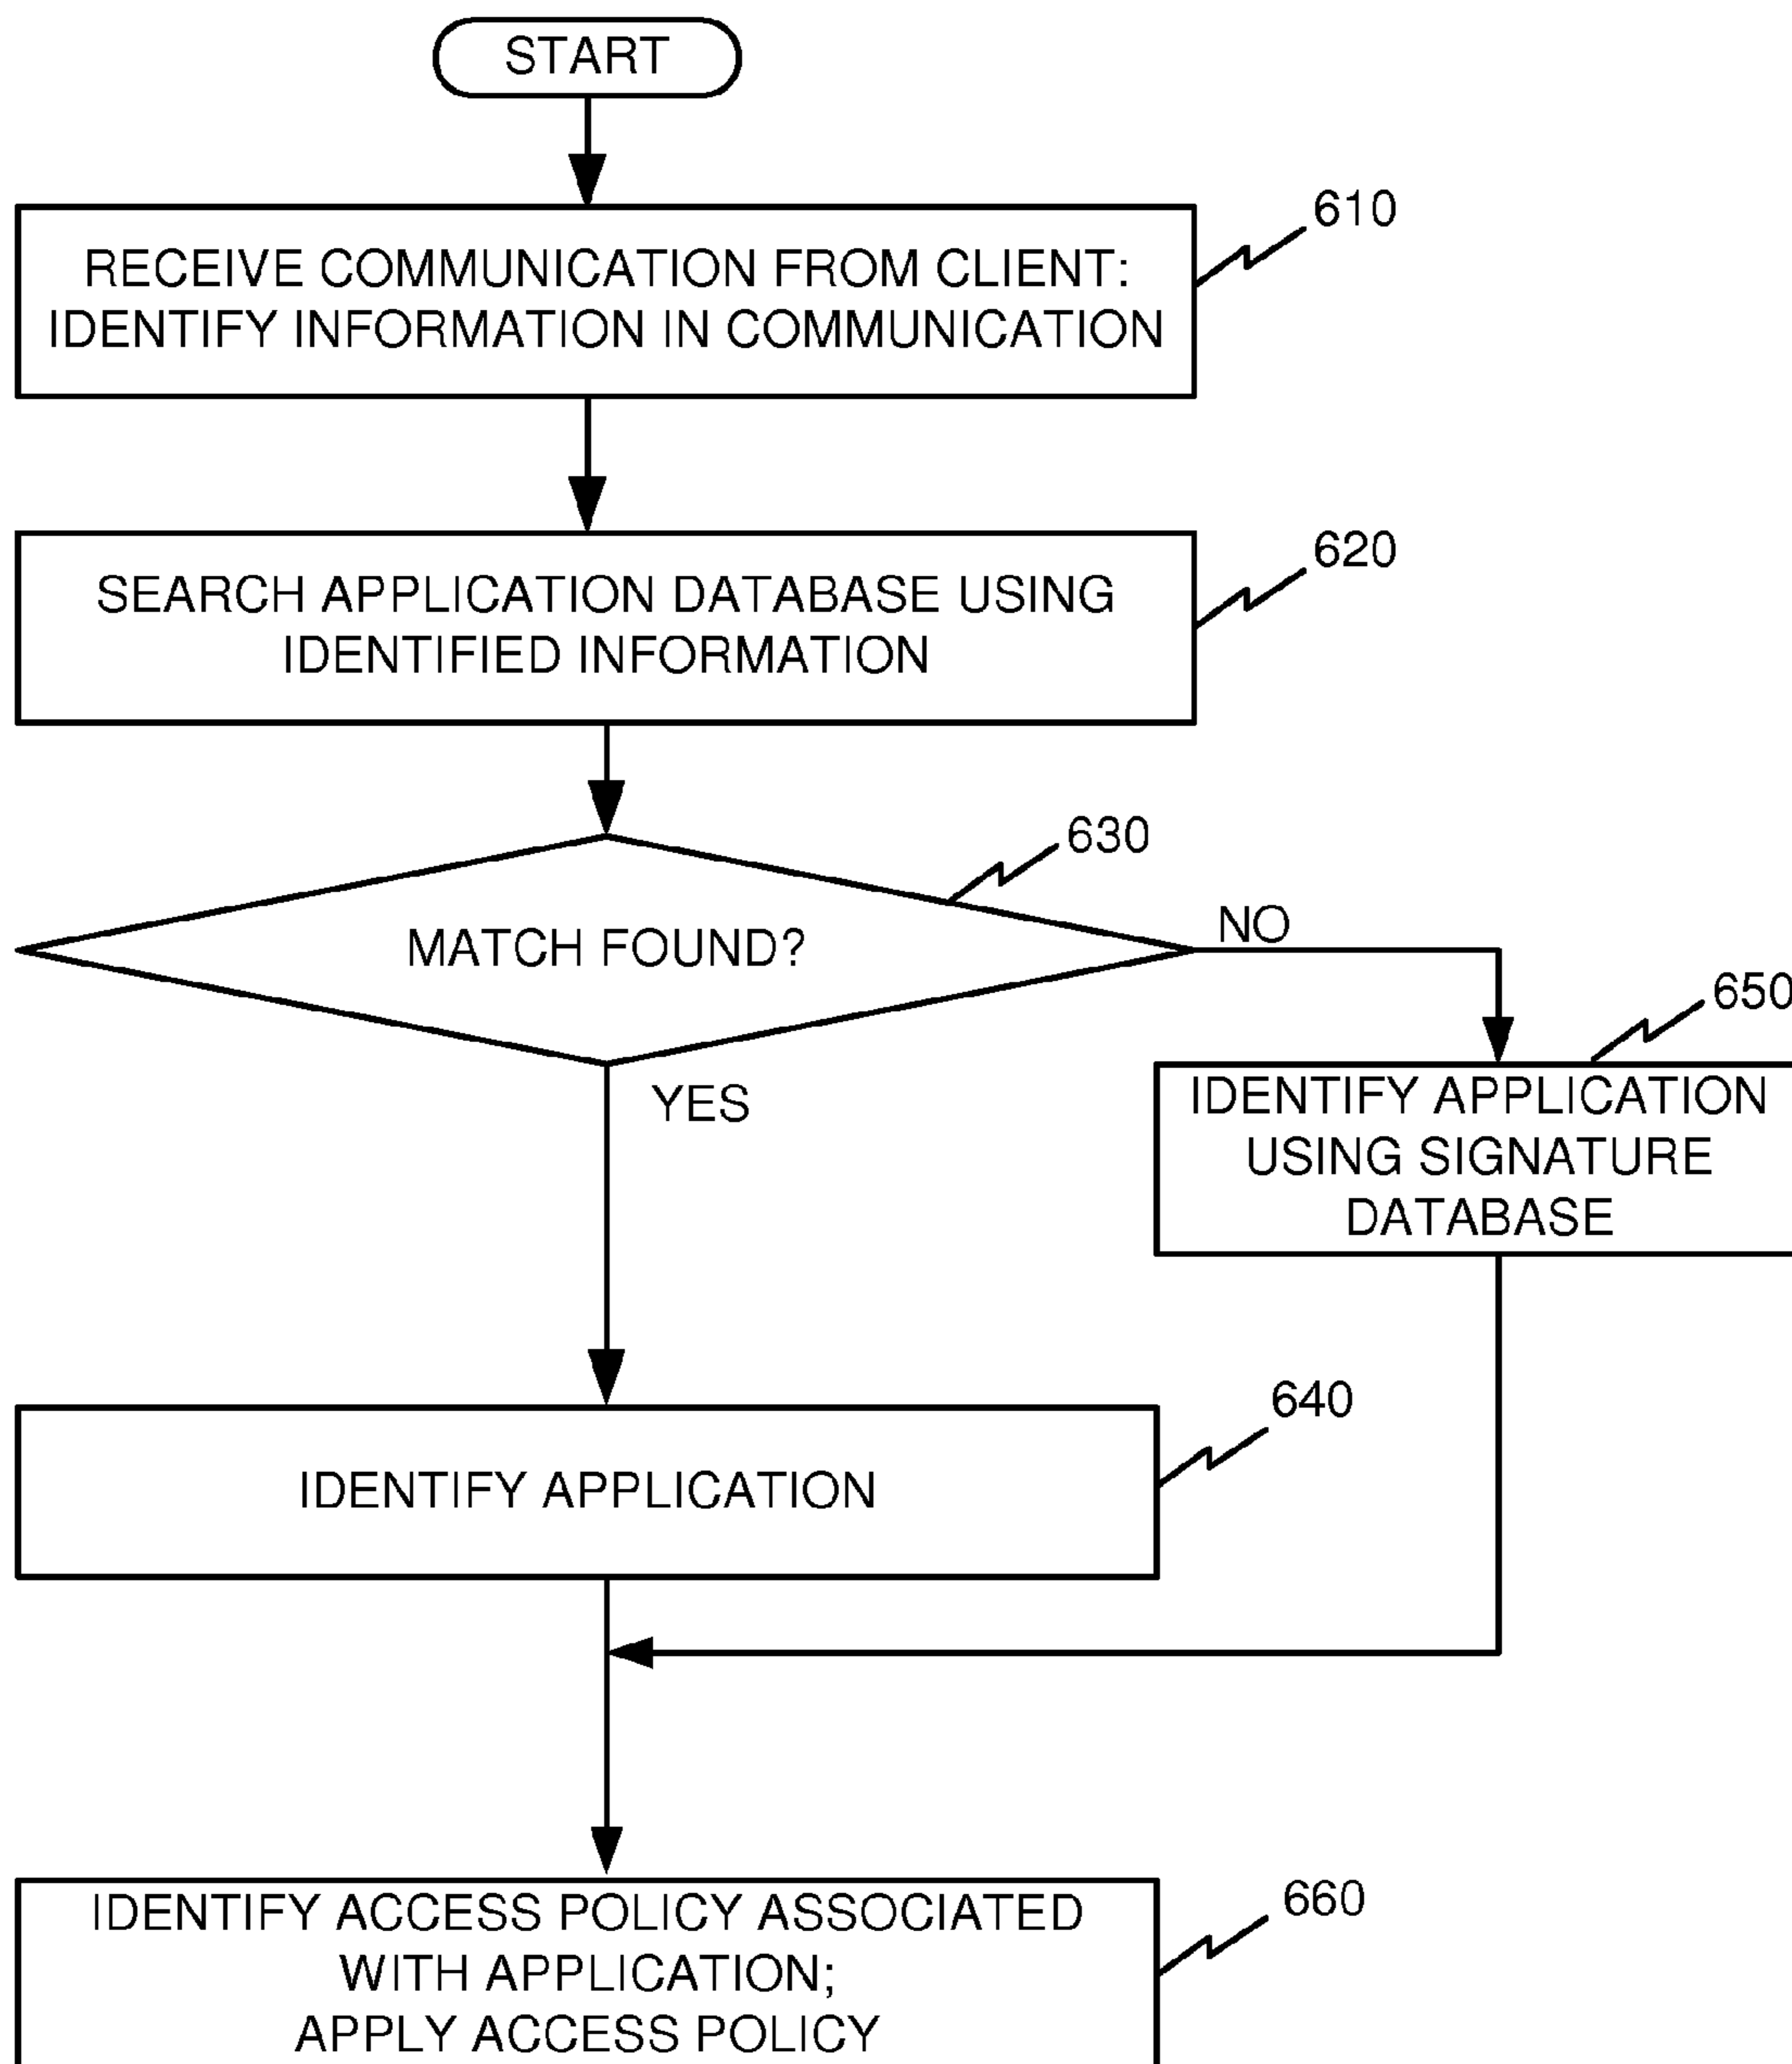 START
610
RECEIVE COMMUNICATION FROM CLIENT:
IDENTIFY INFORMATION IN COMMUNICATION
620
SEARCH APPLICATION DATABASE USING
IDENTIFIED INFORMATION
630
MATCH FOUND?
NO
650
YES
IDENTIFY APPLICATION
USING SIGNATURE
DATABASE
640
IDENTIFY APPLICATION
660
IDENTIFY ACCESS POLICY ASSOCIATED
WITH APPLICATION;
APPLY ACCESS POLICY